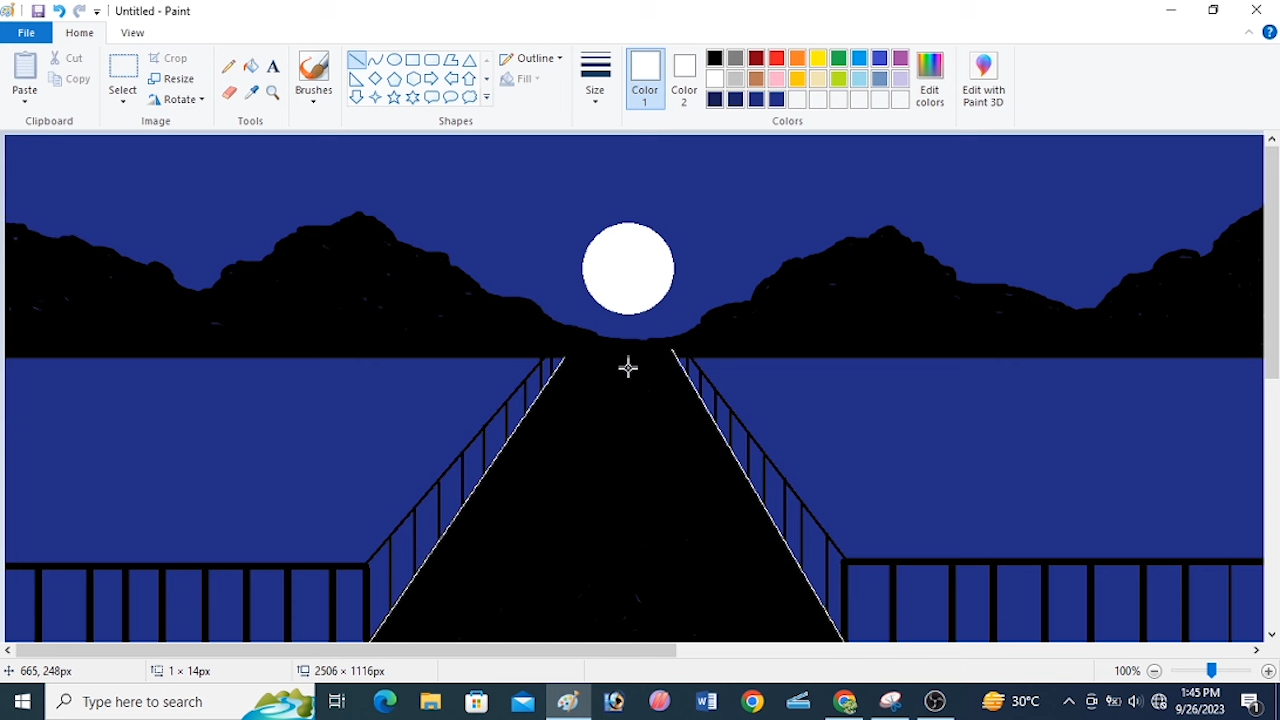 Untitled - Paint
File Home View
Paste
Cut
Copy
Clipboard
Select
Crop
Resize
Rotate
Image
A
Tools
Brushes
Shapes
Outline
Fill
Size
Color 1
Color 2
Colors
Edit colors
Edit with Paint 3D
665, 248px
1 × 14px
2506 × 1116px
100%
Type here to search
30°C
1:45 PM
9/26/2023